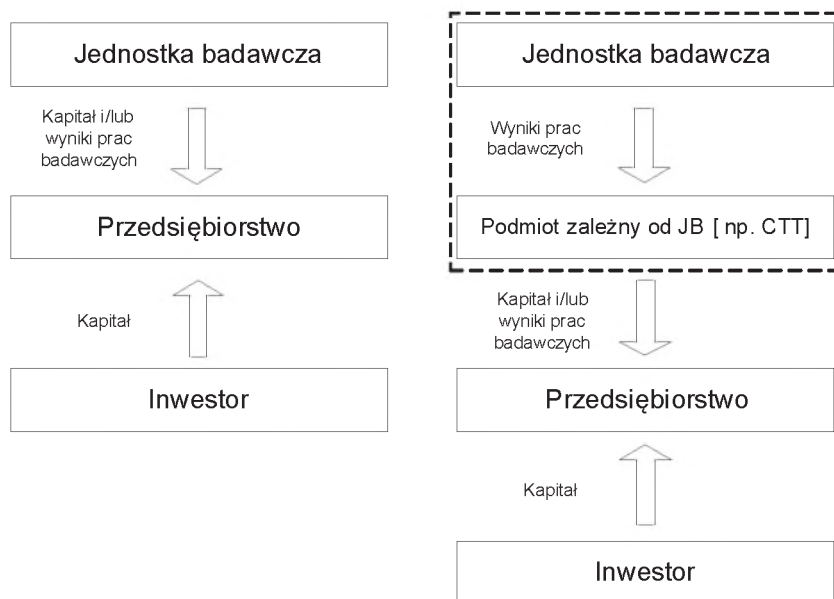 Jednostka badawcza
Kapitał i/lub
wyniki prac
badawczych
Przedsiębiorstwo
Kapitał
Inwestor
Jednostka badawcza
Wyniki prac
badawczych
Podmiot zależny od JB [ np. CTT]
Kapitał i/lub
wyniki prac
badawczych
Przedsiębiorstwo
Kapitał
Inwestor